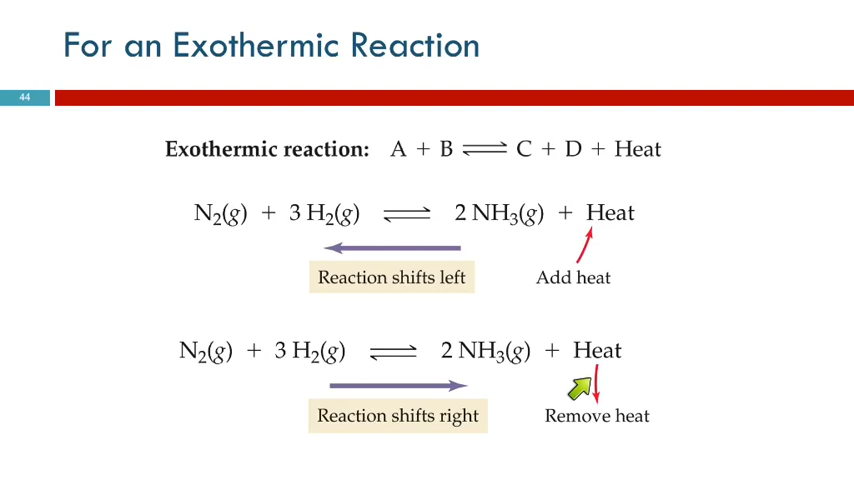 For an Exothermic Reaction
44
Exothermic reaction: A + B ⇌ C + D + Heat
N₂(g) + 3 H₂(g) ⇌ 2 NH₃(g) + Heat
Reaction shifts left Add heat
N₂(g) + 3 H₂(g) ⇌ 2 NH₃(g) + Heat
Reaction shifts right Remove heat